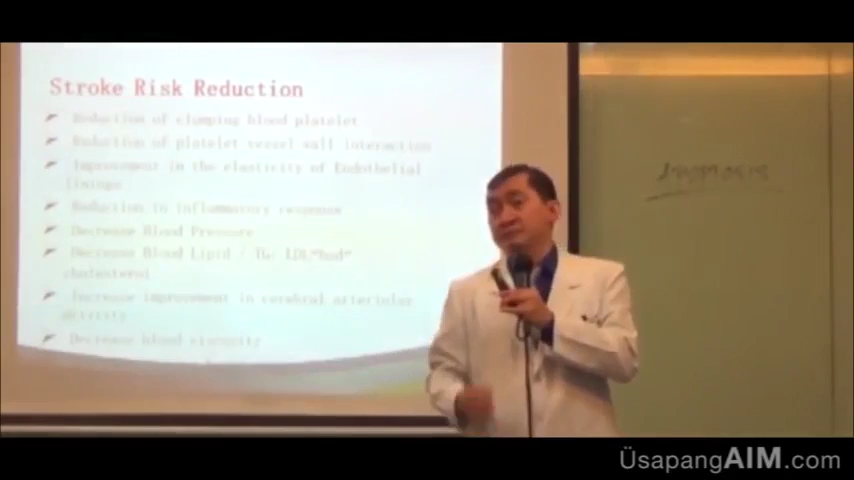 Stroke Risk Reduction
Reduction of clumping blood platelet
Reduction of platelet vessel wall interaction
Improvement in the elasticity of Endothelial
linings
Reduction in inflammatory response
Decrease Blood Pressure
Decrease Blood Lipid / LDL "bad"
cholesterol
Increase improvement in cerebral arteriolar
Decrease blood viscosity
APOPTOSIS
ÜsapangAIM.com